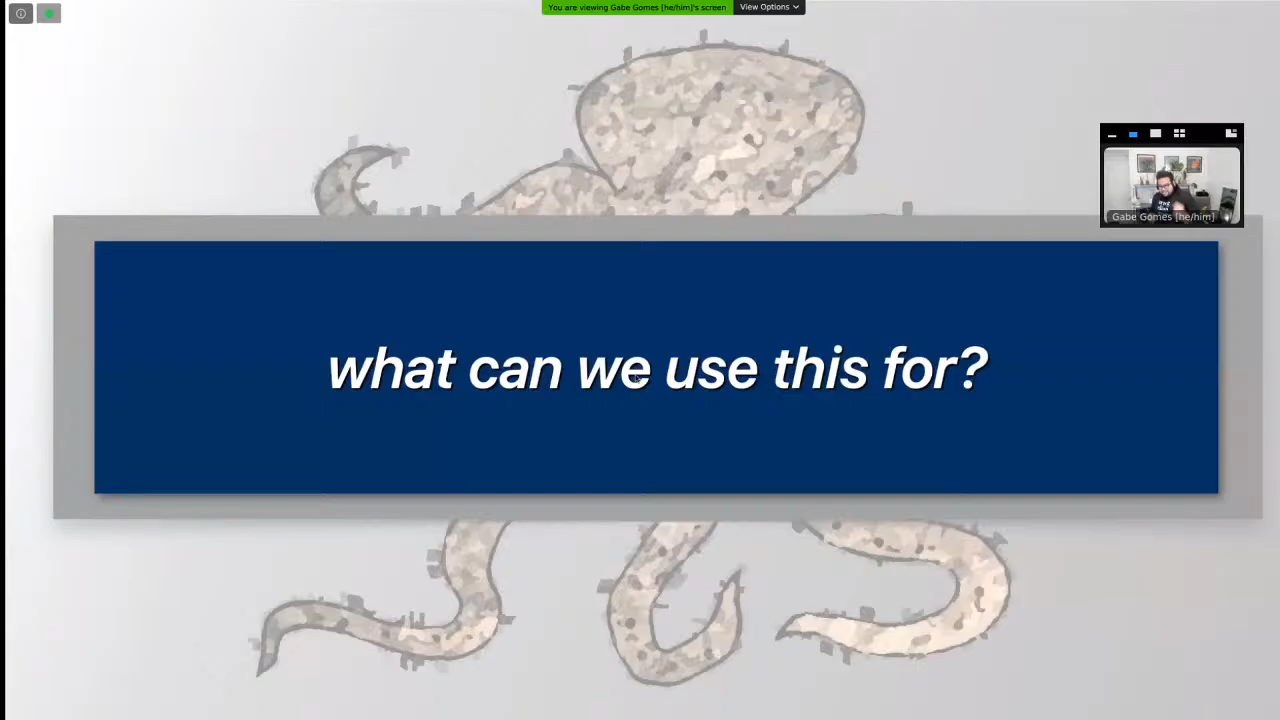 You are viewing Gabe Gomes [he/him]'s screen
View Options
Gabe Gomes [he/him]
what can we use this for?